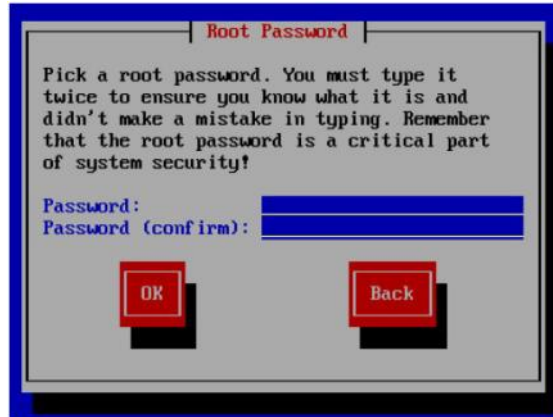 Root Password
Pick a root password. You must type it
twice to ensure you know what it is and
didn't make a mistake in typing. Remember
that the root password is a critical part
of system security!
Password:
Password (confirm):
OK
Back